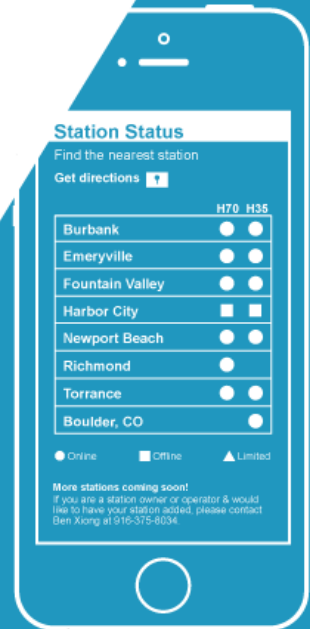 Station Status
Find the nearest station
Get directions
H70 H35
Burbank
Emeryville
Fountain Valley
Harbor City
Newport Beach
Richmond
Torrance
Boulder, CO
Online Offline Limited
More stations coming soon!
If you are a station owner or operator & would
like to have your station added, please contact
Ben Xiong at 916-375-8034.